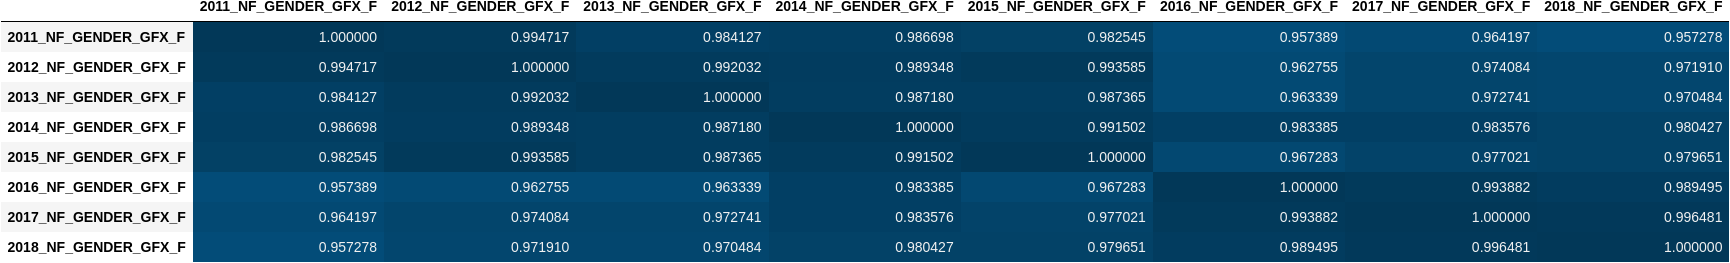 2011_NF_GENDER_GFX_F 2012_NF_GENDER_GFX_F 2013_NF_GENDER_GFX_F 2014_NF_GENDER_GFX_F 2015_NF_GENDER_GFX_F 2016_NF_GENDER_GFX_F 2017_NF_GENDER_GFX_F 2018_NF_GENDER_GFX_F
2011_NF_GENDER_GFX_F 1.000000 0.994717 0.984127 0.986698 0.982545 0.957389 0.964197 0.957278
2012_NF_GENDER_GFX_F 0.994717 1.000000 0.992032 0.989348 0.993585 0.962755 0.974084 0.971910
2013_NF_GENDER_GFX_F 0.984127 0.992032 1.000000 0.987180 0.987365 0.963339 0.972741 0.970484
2014_NF_GENDER_GFX_F 0.986698 0.989348 0.987180 1.000000 0.991502 0.983385 0.983576 0.980427
2015_NF_GENDER_GFX_F 0.982545 0.993585 0.987365 0.991502 1.000000 0.967283 0.977021 0.979651
2016_NF_GENDER_GFX_F 0.957389 0.962755 0.963339 0.983385 0.967283 1.000000 0.993882 0.989495
2017_NF_GENDER_GFX_F 0.964197 0.974084 0.972741 0.983576 0.977021 0.993882 1.000000 0.996481
2018_NF_GENDER_GFX_F 0.957278 0.971910 0.970484 0.980427 0.979651 0.989495 0.996481 1.000000